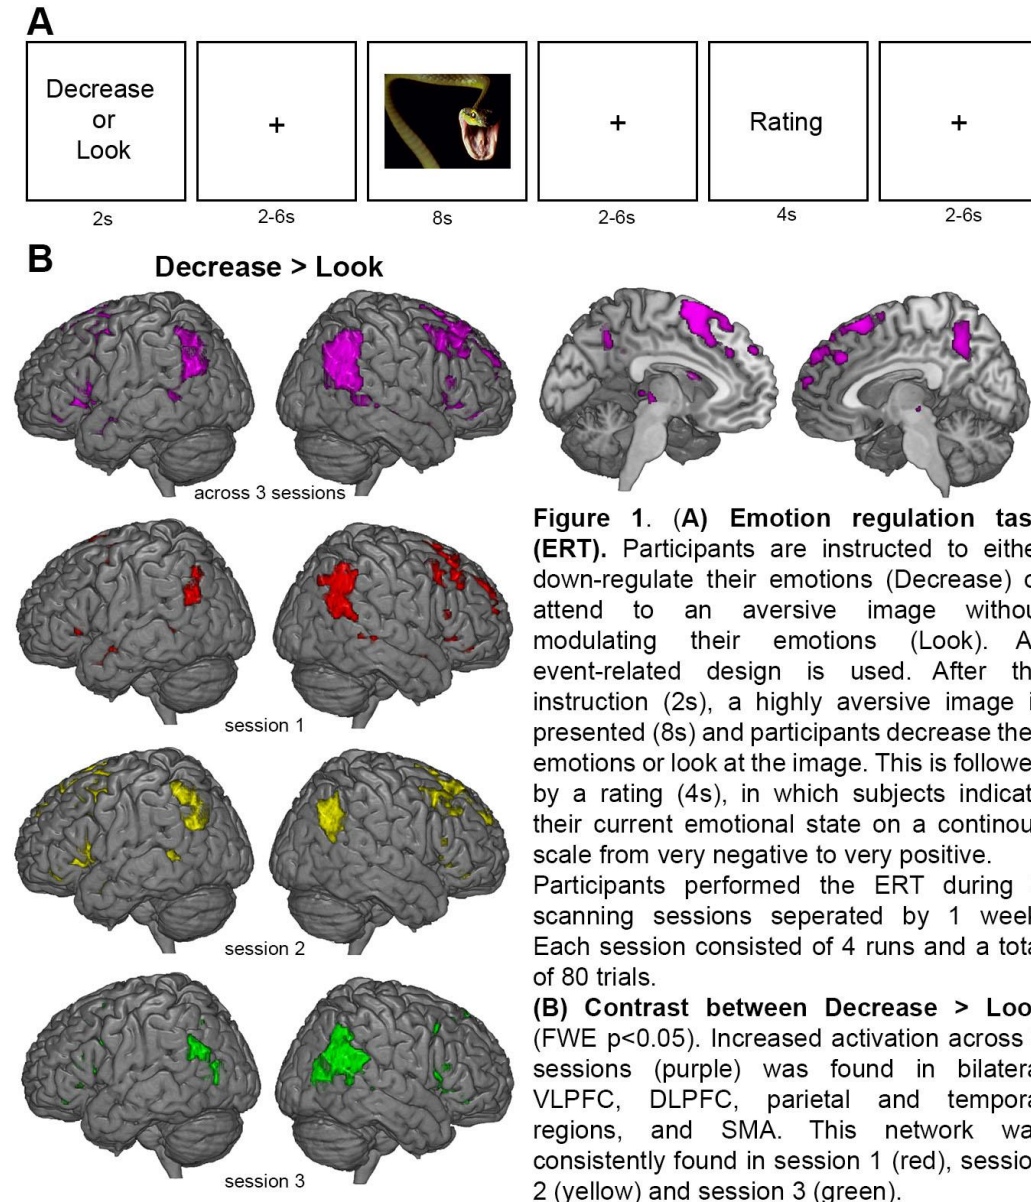 A
Decrease
or
Look
+
+
Rating
+
2s
2-6s
8s
2-6s
4s
2-6s
B
Decrease > Look
across 3 sessions
session 1
session 2
session 3
Figure 1. (A) Emotion regulation tas
(ERT). Participants are instructed to eithe
down-regulate their emotions (Decrease) o
attend to an aversive image withou
modulating their emotions (Look). A
event-related design is used. After th
instruction (2s), a highly aversive image i
presented (8s) and participants decrease the
emotions or look at the image. This is followe
by a rating (4s), in which subjects indicat
their current emotional state on a continou
scale from very negative to very positive.
Participants performed the ERT during
scanning sessions seperated by 1 week
Each session consisted of 4 runs and a tota
of 80 trials.
(B) Contrast between Decrease > Loo
(FWE p<0.05). Increased activation across
sessions (purple) was found in bilatera
VLPFC, DLPFC, parietal and tempora
regions, and SMA. This network wa
consistently found in session 1 (red), sessio
2 (yellow) and session 3 (green).